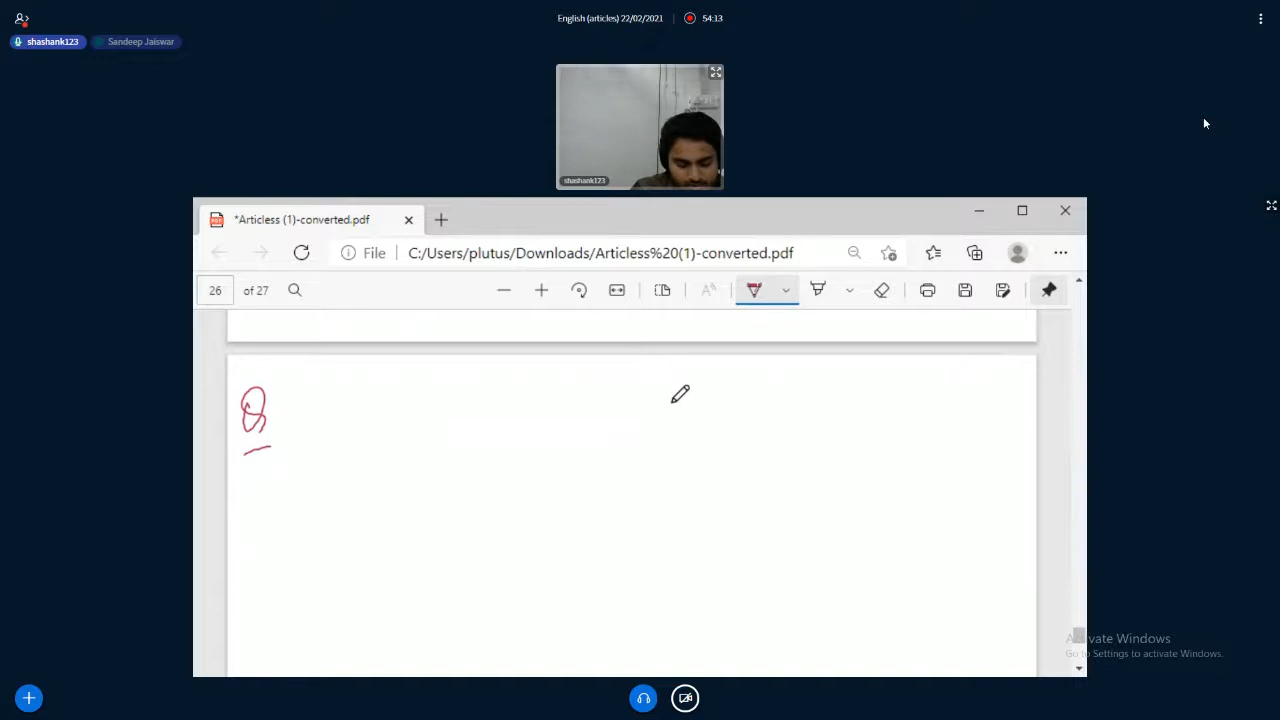 English (articles) 22/02/2021 | 54:13
shashank123 Sandeep Jaiswar
shashank123
*Articless (1)-converted.pdf
File C:/Users/plutus/Downloads/Articless%20(1)-converted.pdf
26 of 27
Q
Activate Windows
Go to Settings to activate Windows.